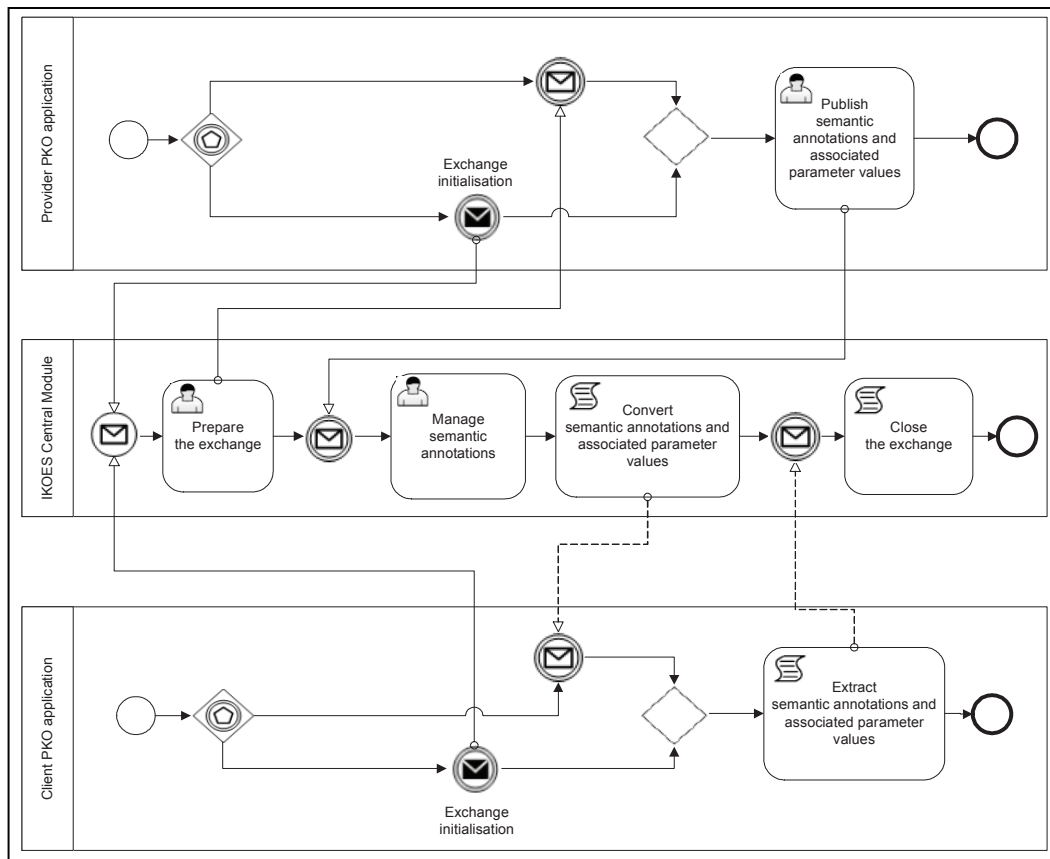 Provider PKO application
Exchange
initialisation
Publish
semantic
annotations and
associated
parameter values
IKOES Central Module
Prepare
the exchange
Manage
semantic
annotations
Convert
semantic annotations and
associated parameter
values
Close
the exchange
Client PKO application
Exchange
initialisation
Extract
semantic annotations and
associated parameter
values